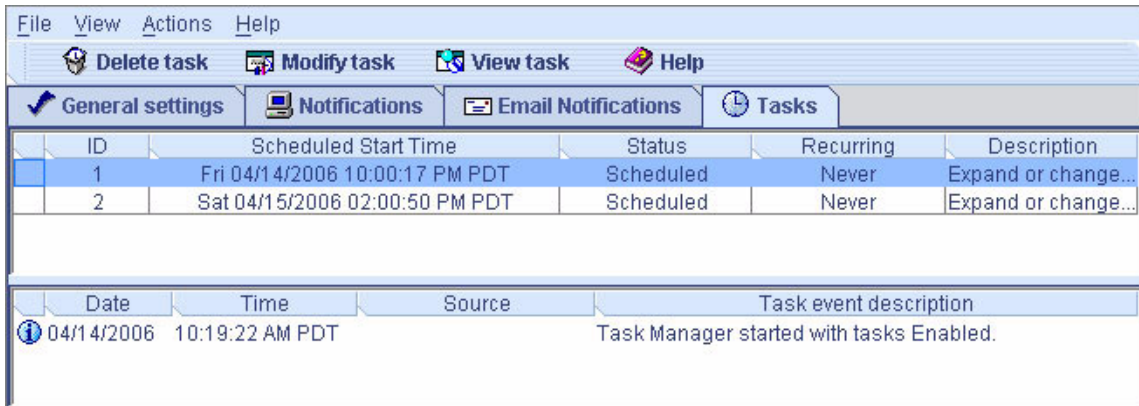 File View Actions Help
Delete task Modify task View task Help
General settings Notifications Email Notifications Tasks
ID Scheduled Start Time Status Recurring Description
1 Fri 04/14/2006 10:00:17 PM PDT Scheduled Never Expand or change...
2 Sat 04/15/2006 02:00:50 PM PDT Scheduled Never Expand or change...
Date Time Source Task event description
04/14/2006 10:19:22 AM PDT Task Manager started with tasks Enabled.